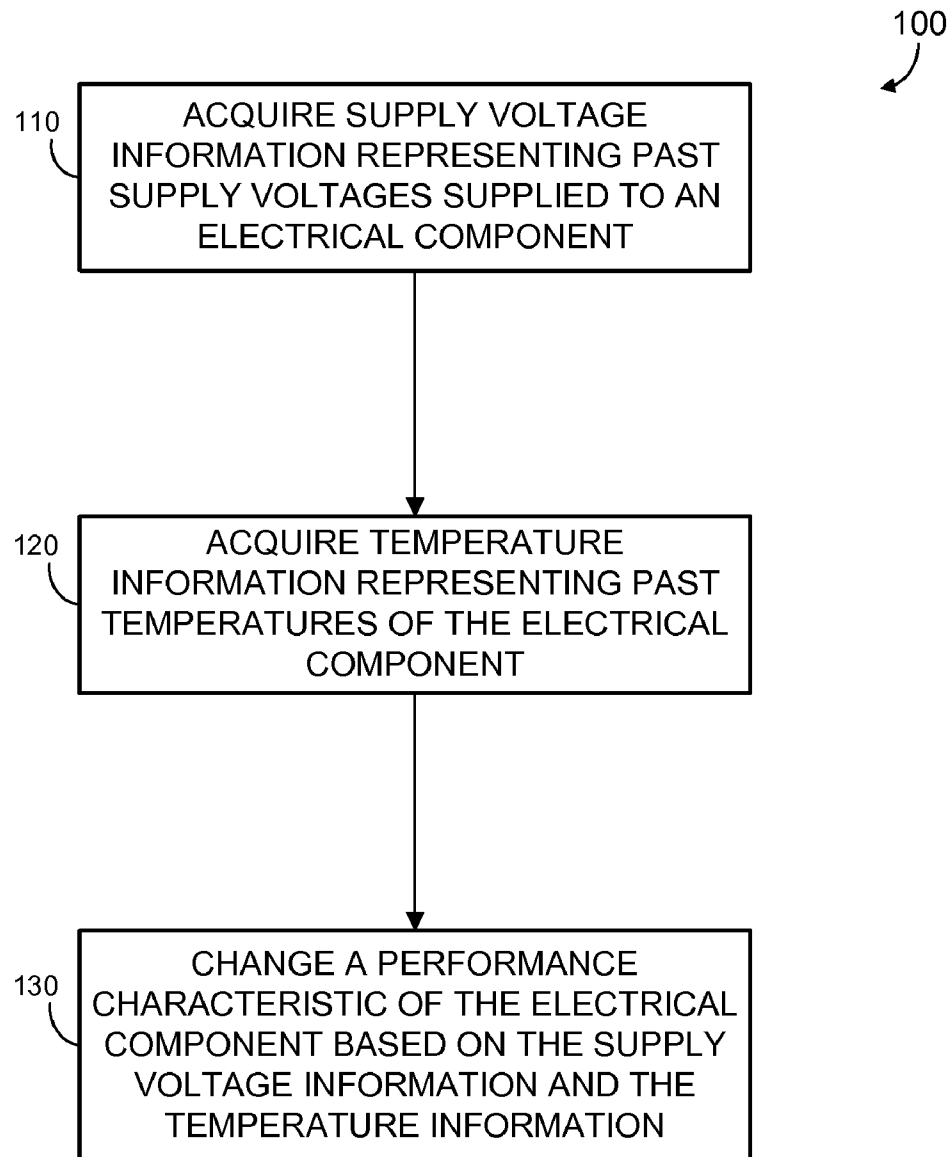 100
110
ACQUIRE SUPPLY VOLTAGE
INFORMATION REPRESENTING PAST
SUPPLY VOLTAGES SUPPLIED TO AN
ELECTRICAL COMPONENT
120
ACQUIRE TEMPERATURE
INFORMATION REPRESENTING PAST
TEMPERATURES OF THE ELECTRICAL
COMPONENT
130
CHANGE A PERFORMANCE
CHARACTERISTIC OF THE ELECTRICAL
COMPONENT BASED ON THE SUPPLY
VOLTAGE INFORMATION AND THE
TEMPERATURE INFORMATION